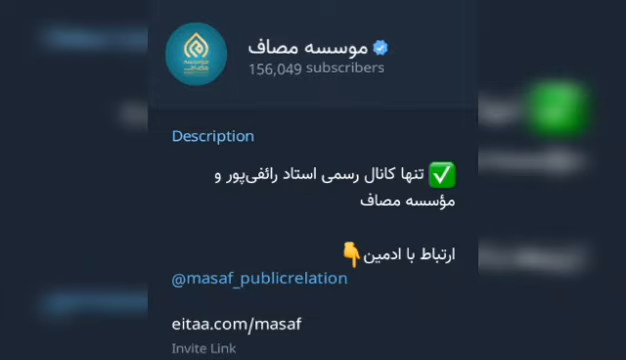 موسسه مصاف
156,049 subscribers
Description
✅ تنها کانال رسمی استاد رائفی‌پور و
مؤسسه مصاف
ارتباط با ادمین👇
@masaf_publicrelation
eitaa.com/masaf
Invite Link